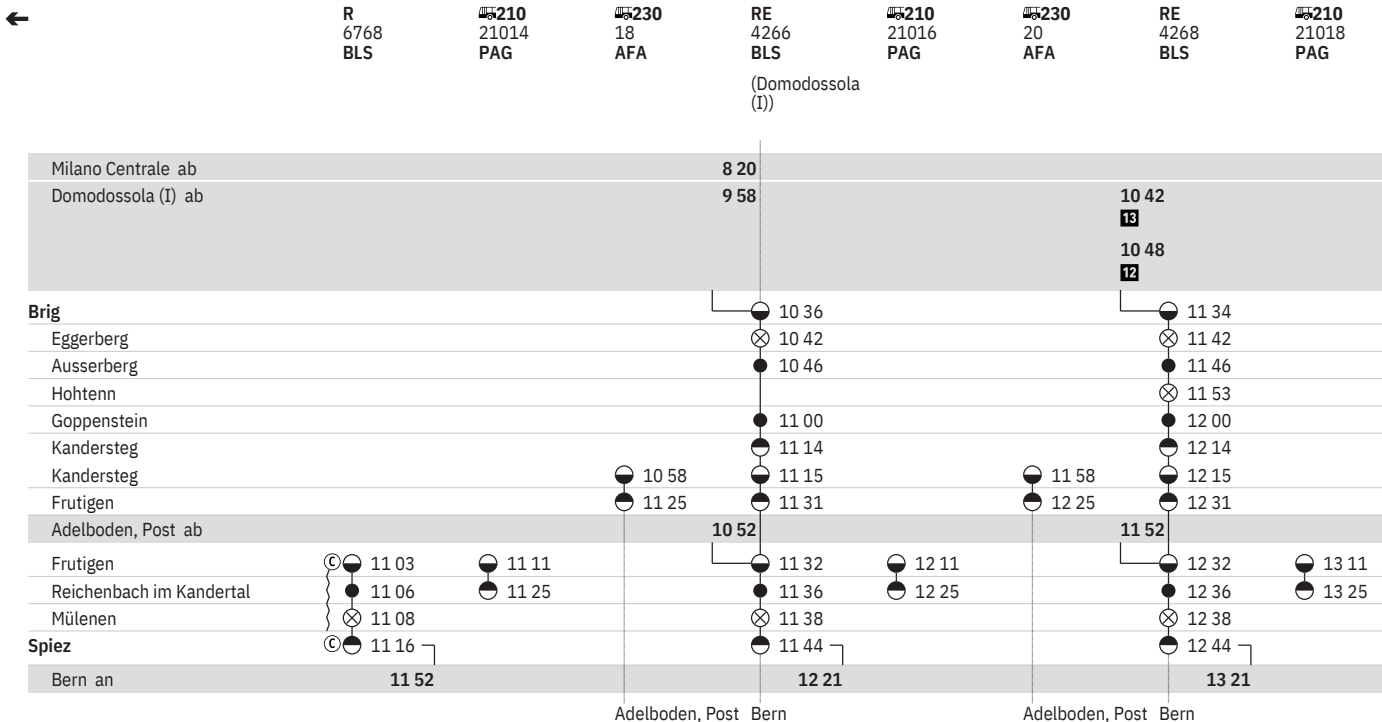 R 210 230 RE 210 230 RE 210
6768 21014 18 4266 21016 20 4268 21018
BLS PAG AFA BLS PAG AFA BLS PAG
(Domodossola
(I))
Milano Centrale ab 8 20
Domodossola (I) ab 9 58 10 42
13
10 48
12
Brig 10 36 11 34
Eggerberg 10 42 11 42
Ausserberg 10 46 11 46
Hohtenn 11 53
Goppenstein 11 00 12 00
Kandersteg 11 14 12 14
Kandersteg 10 58 11 15 11 58 12 15
Frutigen 11 25 11 31 12 25 12 31
Adelboden, Post ab 10 52 11 52
Frutigen C 11 03 11 11 11 32 12 11 12 32 13 11
Reichenbach im Kandertal 11 06 11 25 11 36 12 25 12 36 13 25
Mülenen 11 08 11 38 12 38
Spiez C 11 16 11 44 12 44
Bern an 11 52 12 21 13 21
Adelboden, Post Bern Adelboden, Post Bern